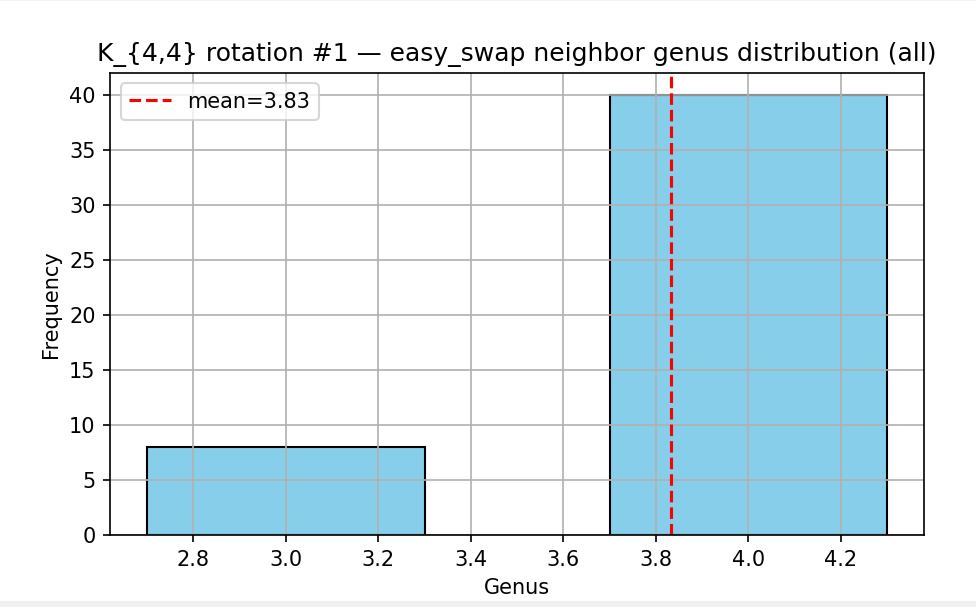 K_{4,4} rotation #1 — easy_swap neighbor genus distribution (all)
mean=3.83
Frequency
40
35
30
25
20
15
10
5
0
2.8 3.0 3.2 3.4 3.6 3.8 4.0 4.2
Genus